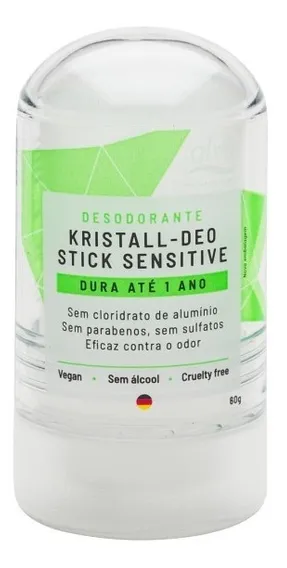 DESODORANTE
KRISTALL-DEO
STICK SENSITIVE
DURA ATÉ 1 ANO
Sem cloridrato de alumínio
Sem parabenos, sem sulfatos
Eficaz contra o odor
Vegan • Sem álcool • Cruelty free
60g